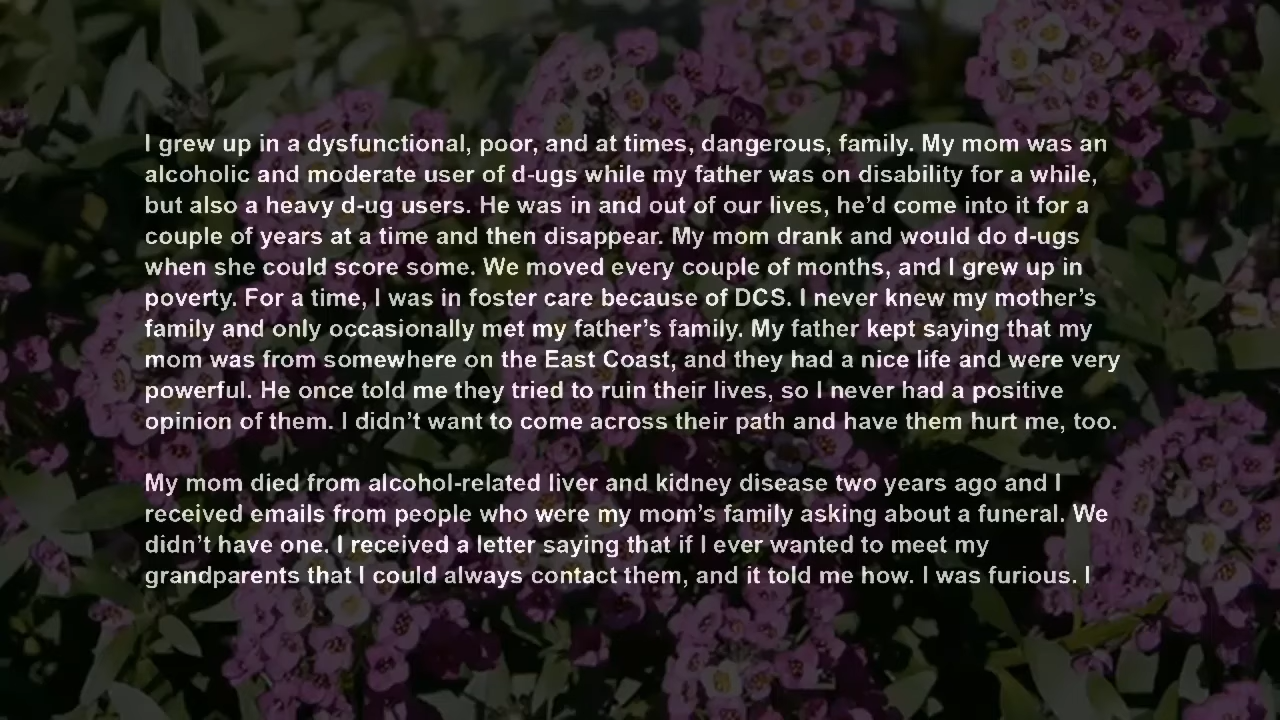 I grew up in a dysfunctional, poor, and at times, dangerous, family. My mom was an
alcoholic and moderate user of d-ugs while my father was on disability for a while,
but also a heavy d-ug users. He was in and out of our lives, he’d come into it for a
couple of years at a time and then disappear. My mom drank and would do d-ugs
when she could score some. We moved every couple of months, and I grew up in
poverty. For a time, I was in foster care because of DCS. I never knew my mother’s
family and only occasionally met my father’s family. My father kept saying that my
mom was from somewhere on the East Coast, and they had a nice life and were very
powerful. He once told me they tried to ruin their lives, so I never had a positive
opinion of them. I didn’t want to come across their path and have them hurt me, too.
My mom died from alcohol-related liver and kidney disease two years ago and I
received emails from people who were my mom’s family asking about a funeral. We
didn’t have one. I received a letter saying that if I ever wanted to meet my
grandparents that I could always contact them, and it told me how. I was furious. I